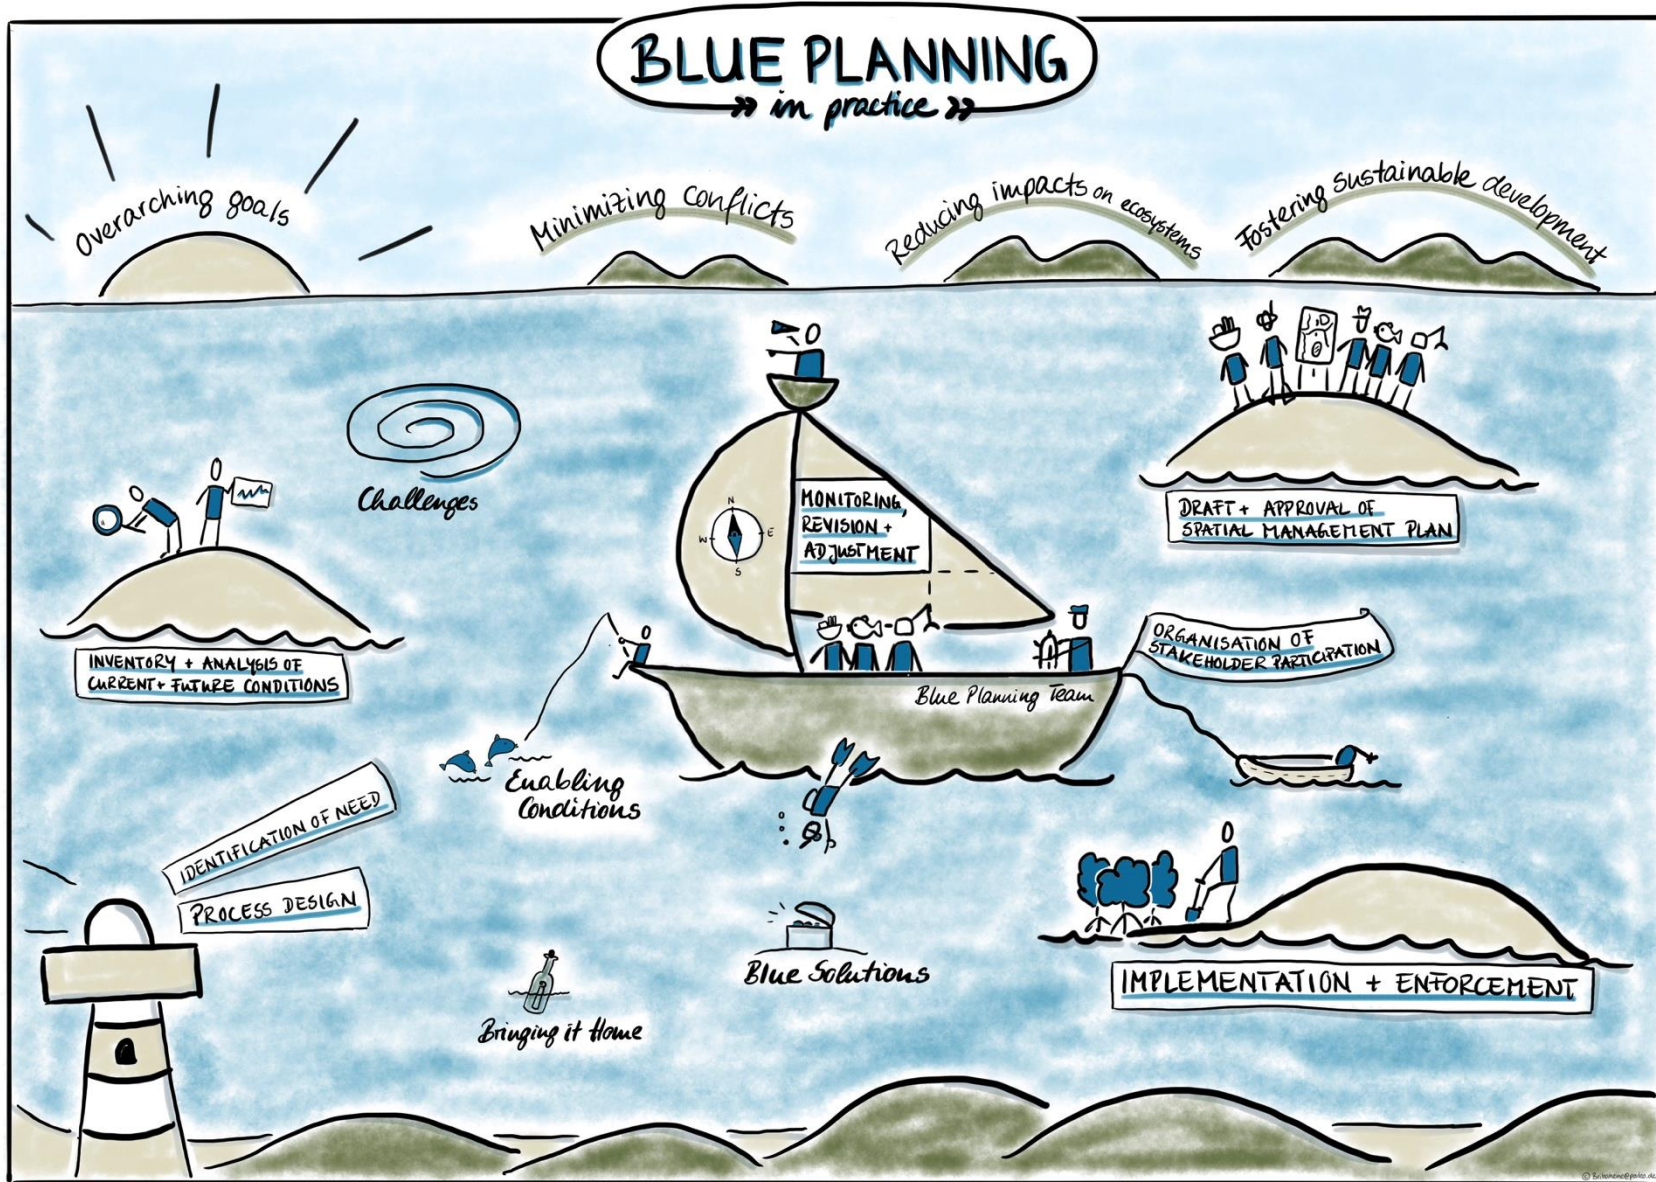 BLUE PLANNING
in practice
Overarching goals
Minimizing conflicts
Reducing impacts on ecosystems
Fostering sustainable development
Challenges
N
W
E
S
MONITORING,
REVISION +
ADJUSTMENT
DRAFT + APPROVAL OF
SPATIAL MANAGEMENT PLAN
INVENTORY + ANALYSIS OF
CURRENT + FUTURE CONDITIONS
ORGANISATION OF
STAKEHOLDER PARTICIPATION
Blue Planning Team
Enabling
Conditions
IDENTIFICATION OF NEED
PROCESS DESIGN
Blue Solutions
IMPLEMENTATION + ENFORCEMENT
Bringing it Home